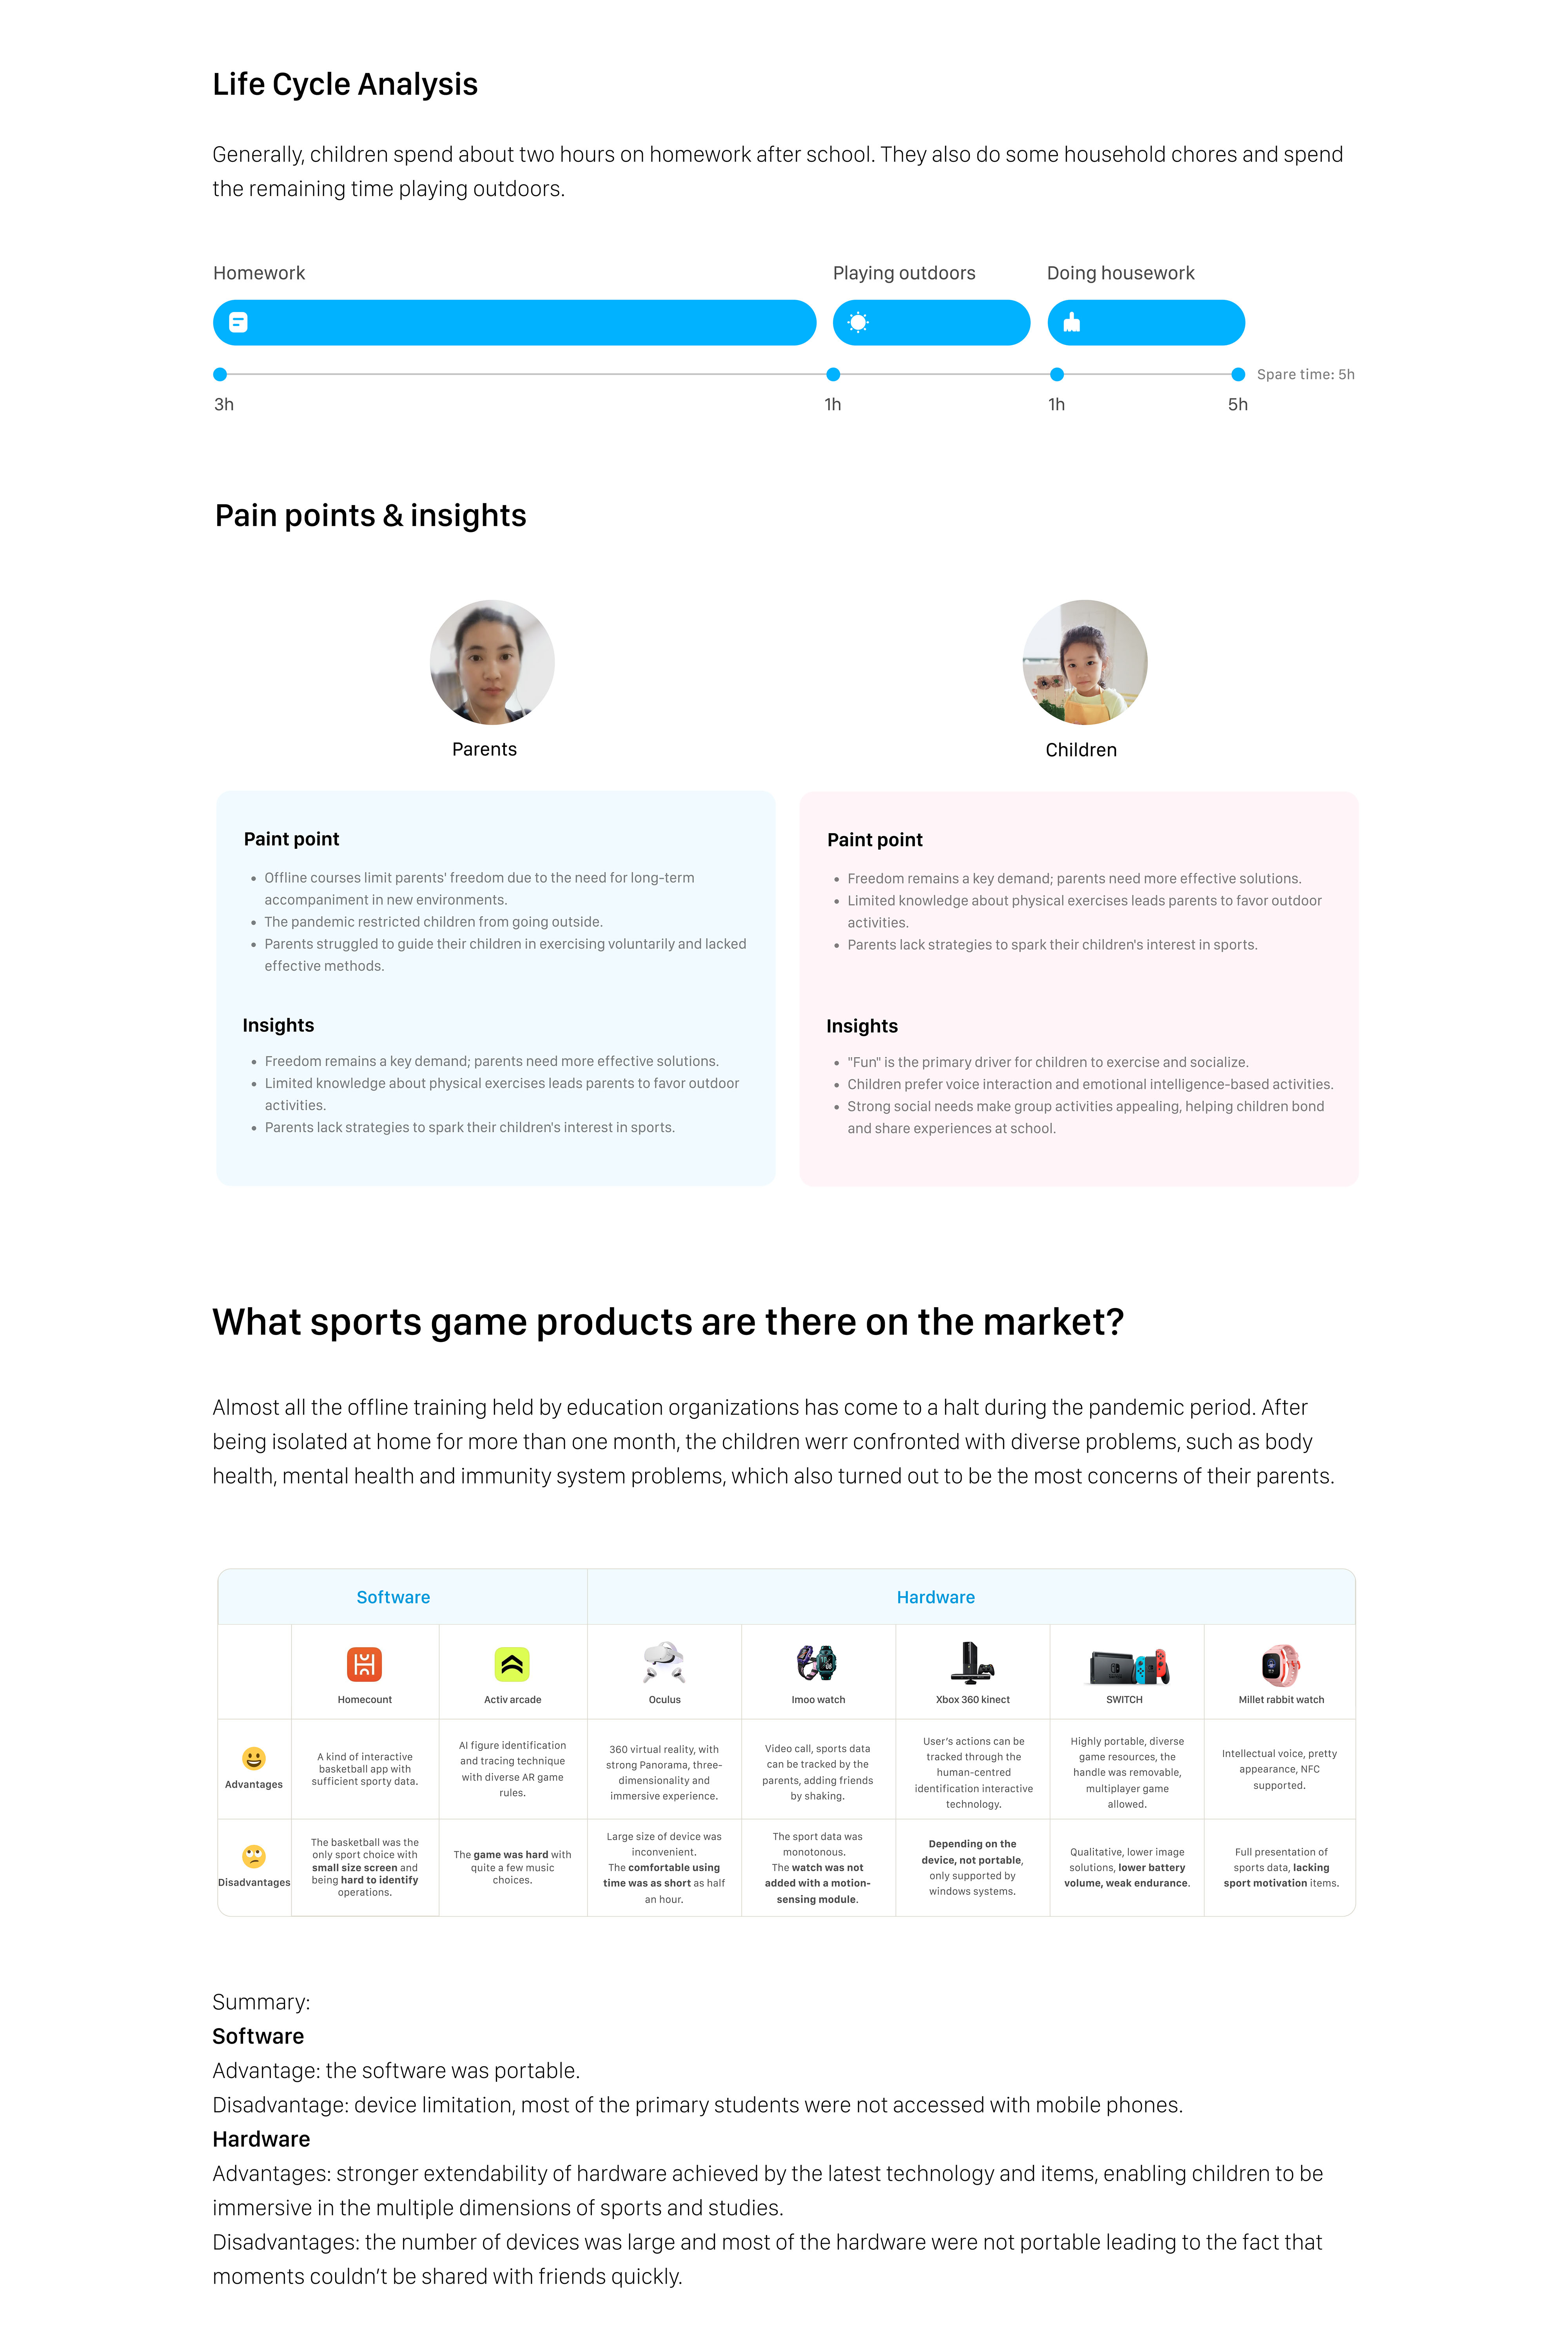 Life Cycle Analysis
Generally, children spend about two hours on homework after school. They also do some household chores and spend
the remaining time playing outdoors.
Homework
Playing outdoors
Doing housework
Spare time: 5h
3h
1h
1h
5h
Pain points & insights
Parents
Children
Paint point
Offline courses limit parents' freedom due to the need for long-term
accompaniment in new environments.
The pandemic restricted children from going outside.
Parents struggled to guide their children in exercising voluntarily and lacked
effective methods.
Insights
Freedom remains a key demand; parents need more effective solutions.
Limited knowledge about physical exercises leads parents to favor outdoor
activities.
Parents lack strategies to spark their children's interest in sports.
Paint point
Freedom remains a key demand; parents need more effective solutions.
Limited knowledge about physical exercises leads parents to favor outdoor
activities.
Parents lack strategies to spark their children's interest in sports.
Insights
"Fun" is the primary driver for children to exercise and socialize.
Children prefer voice interaction and emotional intelligence-based activities.
Strong social needs make group activities appealing, helping children bond
and share experiences at school.
What sports game products are there on the market?
Almost all the offline training held by education organizations has come to a halt during the pandemic period. After
being isolated at home for more than one month, the children werr confronted with diverse problems, such as body
health, mental health and immunity system problems, which also turned out to be the most concerns of their parents.
Software
Hardware
Homecount
Activ arcade
Oculus
Imoo watch
Xbox 360 kinect
SWITCH
Millet rabbit watch
Advantages
A kind of interactive
basketball app with
sufficient sporty data.
AI figure identification
and tracing technique
with diverse AR game
rules.
360 virtual reality, with
strong Panorama, three-
dimensionality and
immersive experience.
Video call, sports data
can be tracked by the
parents, adding friends
by shaking.
User's actions can be
tracked through the
human-centred
identification interactive
technology.
Highly portable, diverse
game resources, the
handle was removable,
multiplayer game
allowed.
Intellectual voice, pretty
appearance, NFC
supported.
Disadvantages
The basketball was the
only sport choice with
small size screen and
being hard to identify
operations.
The game was hard with
quite a few music
choices.
Large size of device was
inconvenient.
The comfortable using
time was as short as half
an hour.
The sport data was
monotonous.
The watch was not
added with a motion-
sensing module.
Depending on the
device, not portable,
only supported by
windows systems.
Qualitative, lower image
solutions, lower battery
volume, weak endurance.
Full presentation of
sports data, lacking
sport motivation items.
Summary:
Software
Advantage: the software was portable.
Disadvantage: device limitation, most of the primary students were not accessed with mobile phones.
Hardware
Advantages: stronger extendability of hardware achieved by the latest technology and items, enabling children to be
immersive in the multiple dimensions of sports and studies.
Disadvantages: the number of devices was large and most of the hardware were not portable leading to the fact that
moments couldn't be shared with friends quickly.